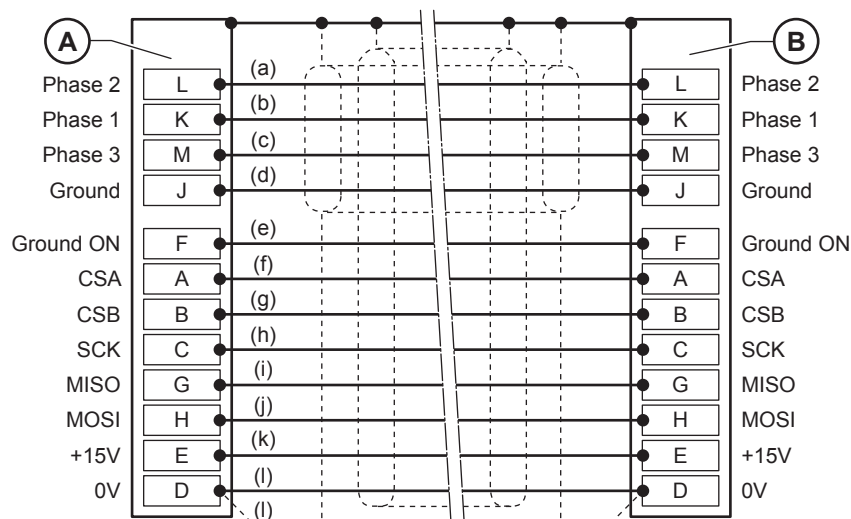 A B
Phase 2 L (a) L Phase 2
Phase 1 K (b) K Phase 1
Phase 3 M (c) M Phase 3
Ground J (d) J Ground
Ground ON F (e) F Ground ON
CSA A (f) A CSA
CSB B (g) B CSB
SCK C (h) C SCK
MISO G (i) G MISO
MOSI H (j) H MOSI
+15V E (k) E +15V
0V D (l) D 0V
(l)